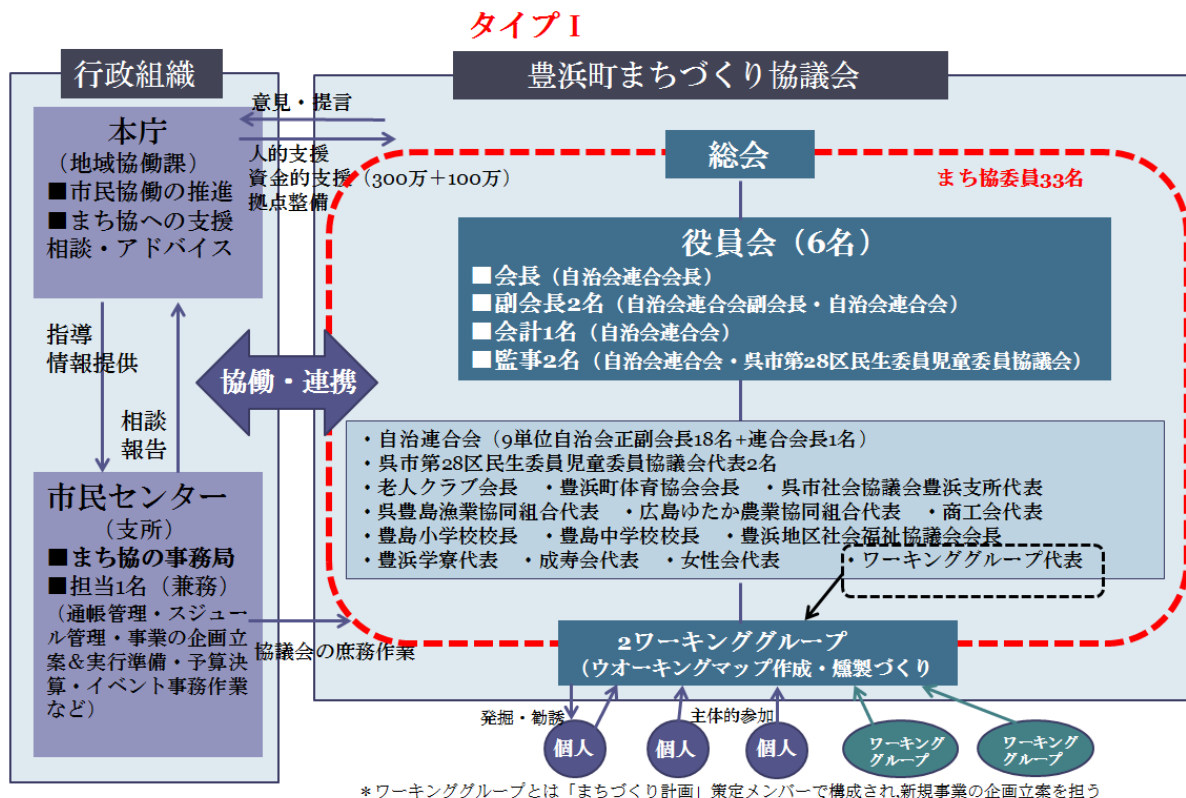 タイプ I
行政組織
本庁
（地域協働課）
■市民協働の推進
■まち協への支援
相談・アドバイス
指導
情報提供
相談
報告
市民センター
（支所）
■まち協の事務局
■担当1名（兼務）
（通帳管理・スジュー
ル管理・事業の企画立
案＆実行準備・予算決
算・イベント事務作業
など）
意見・提言
人的支援
資金的支援（300万＋100万）
拠点整備
協働・連携
協議会の庶務作業
豊浜町まちづくり協議会
総会
まち協委員33名
役員会（6名）
■会長（自治会連合会長）
■副会長2名（自治会連合会副会長・自治会連合会）
■会計1名（自治会連合会）
■監事2名（自治会連合会・呉市第28区民生委員児童委員協議会）
・自治連合会（9単位自治会正副会長18名+連合会長1名）
・呉市第28区民生委員児童委員協議会代表2名
・老人クラブ会長　・豊浜町体育協会会長　・呉市社会協議会豊浜支所代表
・呉豊島漁業協同組合代表　・広島ゆたか農業協同組合代表　・商工会代表
・豊島小学校校長　・豊島中学校校長　・豊浜地区社会福祉協議会会長
・豊浜学寮代表　・成寿会代表　・女性会代表　・ワーキンググループ代表
2ワーキンググループ
（ウオーキングマップ作成・燻製づくり
発掘・勧誘
主体的参加
個人
個人
個人
ワーキング
グループ
ワーキング
グループ
＊ワーキンググループとは「まちづくり計画」策定メンバーで構成され,新規事業の企画立案を担う